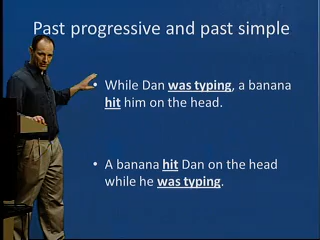 Past progressive and past simple
• While Dan was typing, a banana
hit him on the head.
• A banana hit Dan on the head
while he was typing.